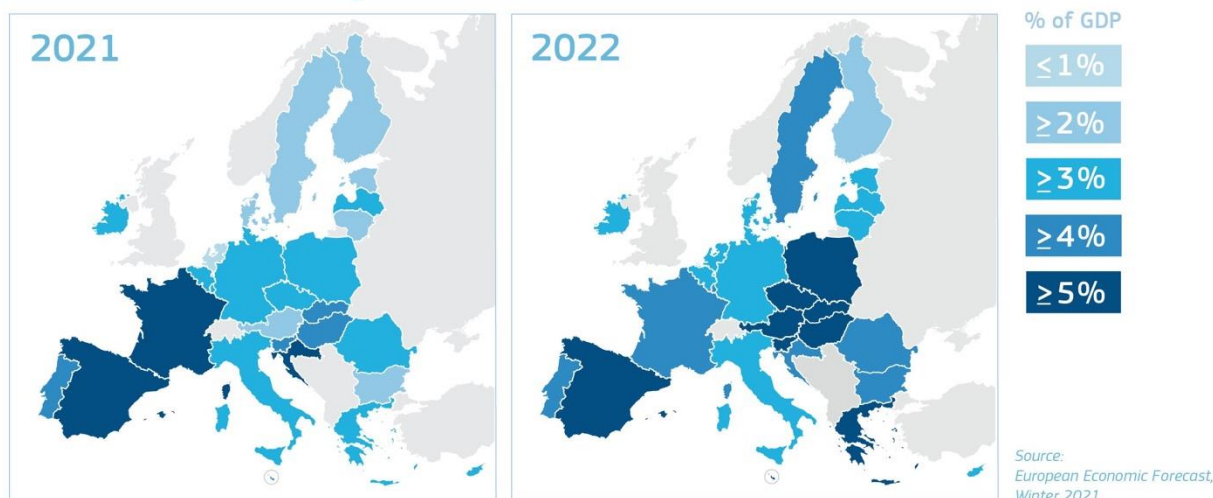 2021
2022
% of GDP
≤1%
≥2%
≥3%
≥4%
≥5%
Source:
European Economic Forecast,
Winter 2021